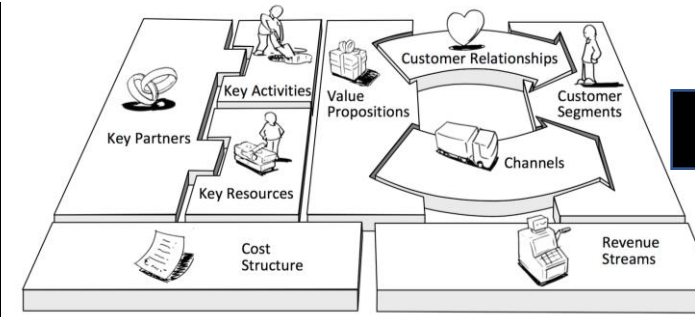 Key Partners
Key Activities
Key Resources
Value
Propositions
Customer Relationships
Channels
Customer
Segments
Cost
Structure
Revenue
Streams